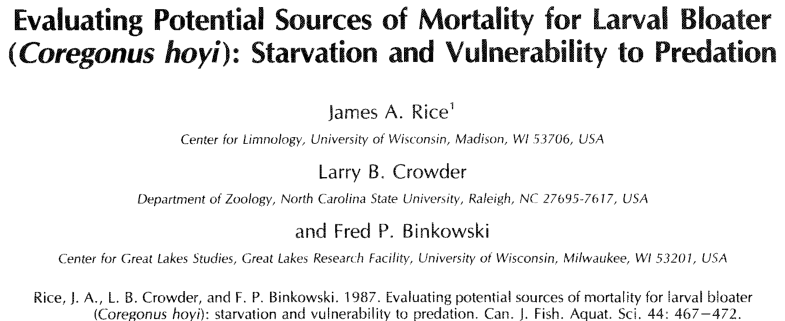 Evaluating Potential Sources of Mortality for Larval Bloater
(Coregonus hoyi): Starvation and Vulnerability to Predation
James A. Rice¹
Center for Limnology, University of Wisconsin, Madison, WI 53706, USA
Larry B. Crowder
Department of Zoology, North Carolina State University, Raleigh, NC 27695-7617, USA
and Fred P. Binkowski
Center for Great Lakes Studies, Great Lakes Research Facility, University of Wisconsin, Milwaukee, WI 53201, USA
Rice, J. A., L. B. Crowder, and F. P. Binkowski. 1987. Evaluating potential sources of mortality for larval bloater
(Coregonus hoyi): starvation and vulnerability to predation. Can. J. Fish. Aquat. Sci. 44: 467–472.